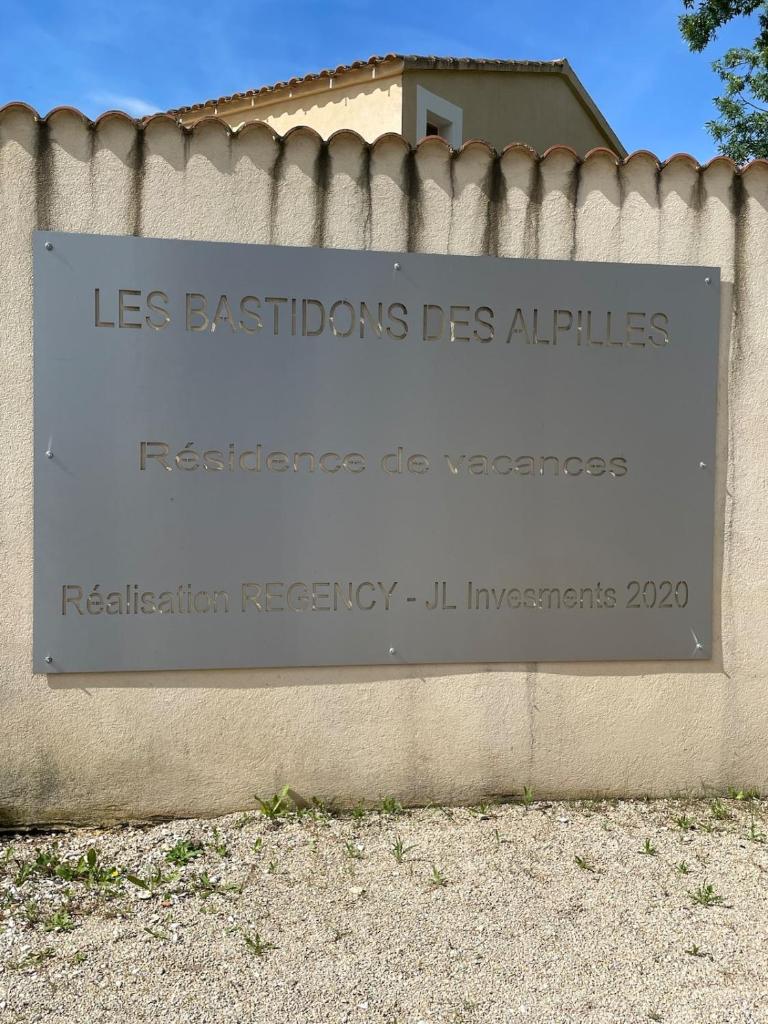 LES BASTIDONS DES ALPILLES
Résidence de vacances
Réalisation REGENCY - JL Invesments 2020